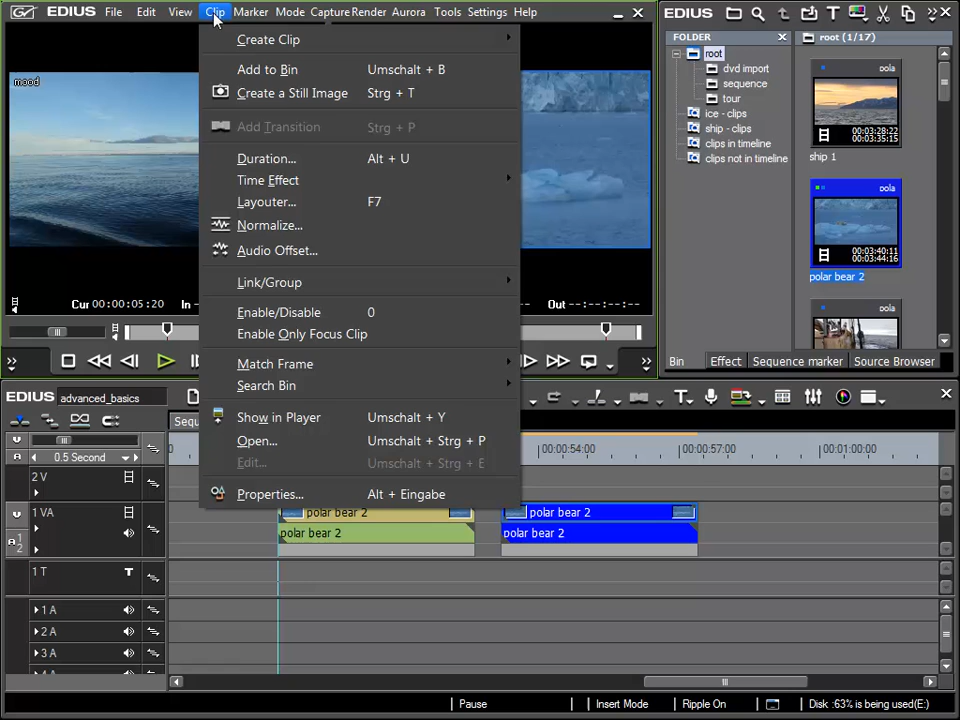 EDIUS File Edit View Clip Marker Mode Capture Render Aurora Tools Settings Help
mood
Cur 00:00:05:20 In -
Out --:--:--:--
Create Clip
Add to Bin Umschalt + B
Create a Still Image Strg + T
Add Transition Strg + P
Duration... Alt + U
Time Effect
Layouter... F7
Normalize...
Audio Offset...
Link/Group
Enable/Disable 0
Enable Only Focus Clip
Match Frame
Search Bin
Show in Player Umschalt + Y
Open... Umschalt + Strg + P
Edit... Umschalt + Strg + E
Properties... Alt + Eingabe
EDIUS
FOLDER
root
dvd import
sequence
tour
ice - clips
ship - clips
clips in timeline
clips not in timeline
root (1/17)
oola
00:03:28:22
00:03:35:15
ship 1
oola
00:03:40:11
00:03:44:16
polar bear 2
oola
Bin Effect Sequence marker Source Browser
EDIUS advanced_basics
Sequ
0.5 Second
0 00:00:54:00 00:00:57:00 00:01:00:00
2 V
1 VA
1
2
polar bear 2
polar bear 2
polar bear 2
polar bear 2
1 T T
1 A
2 A
3 A
Pause Insert Mode Ripple On Disk :63% is being used(E:)